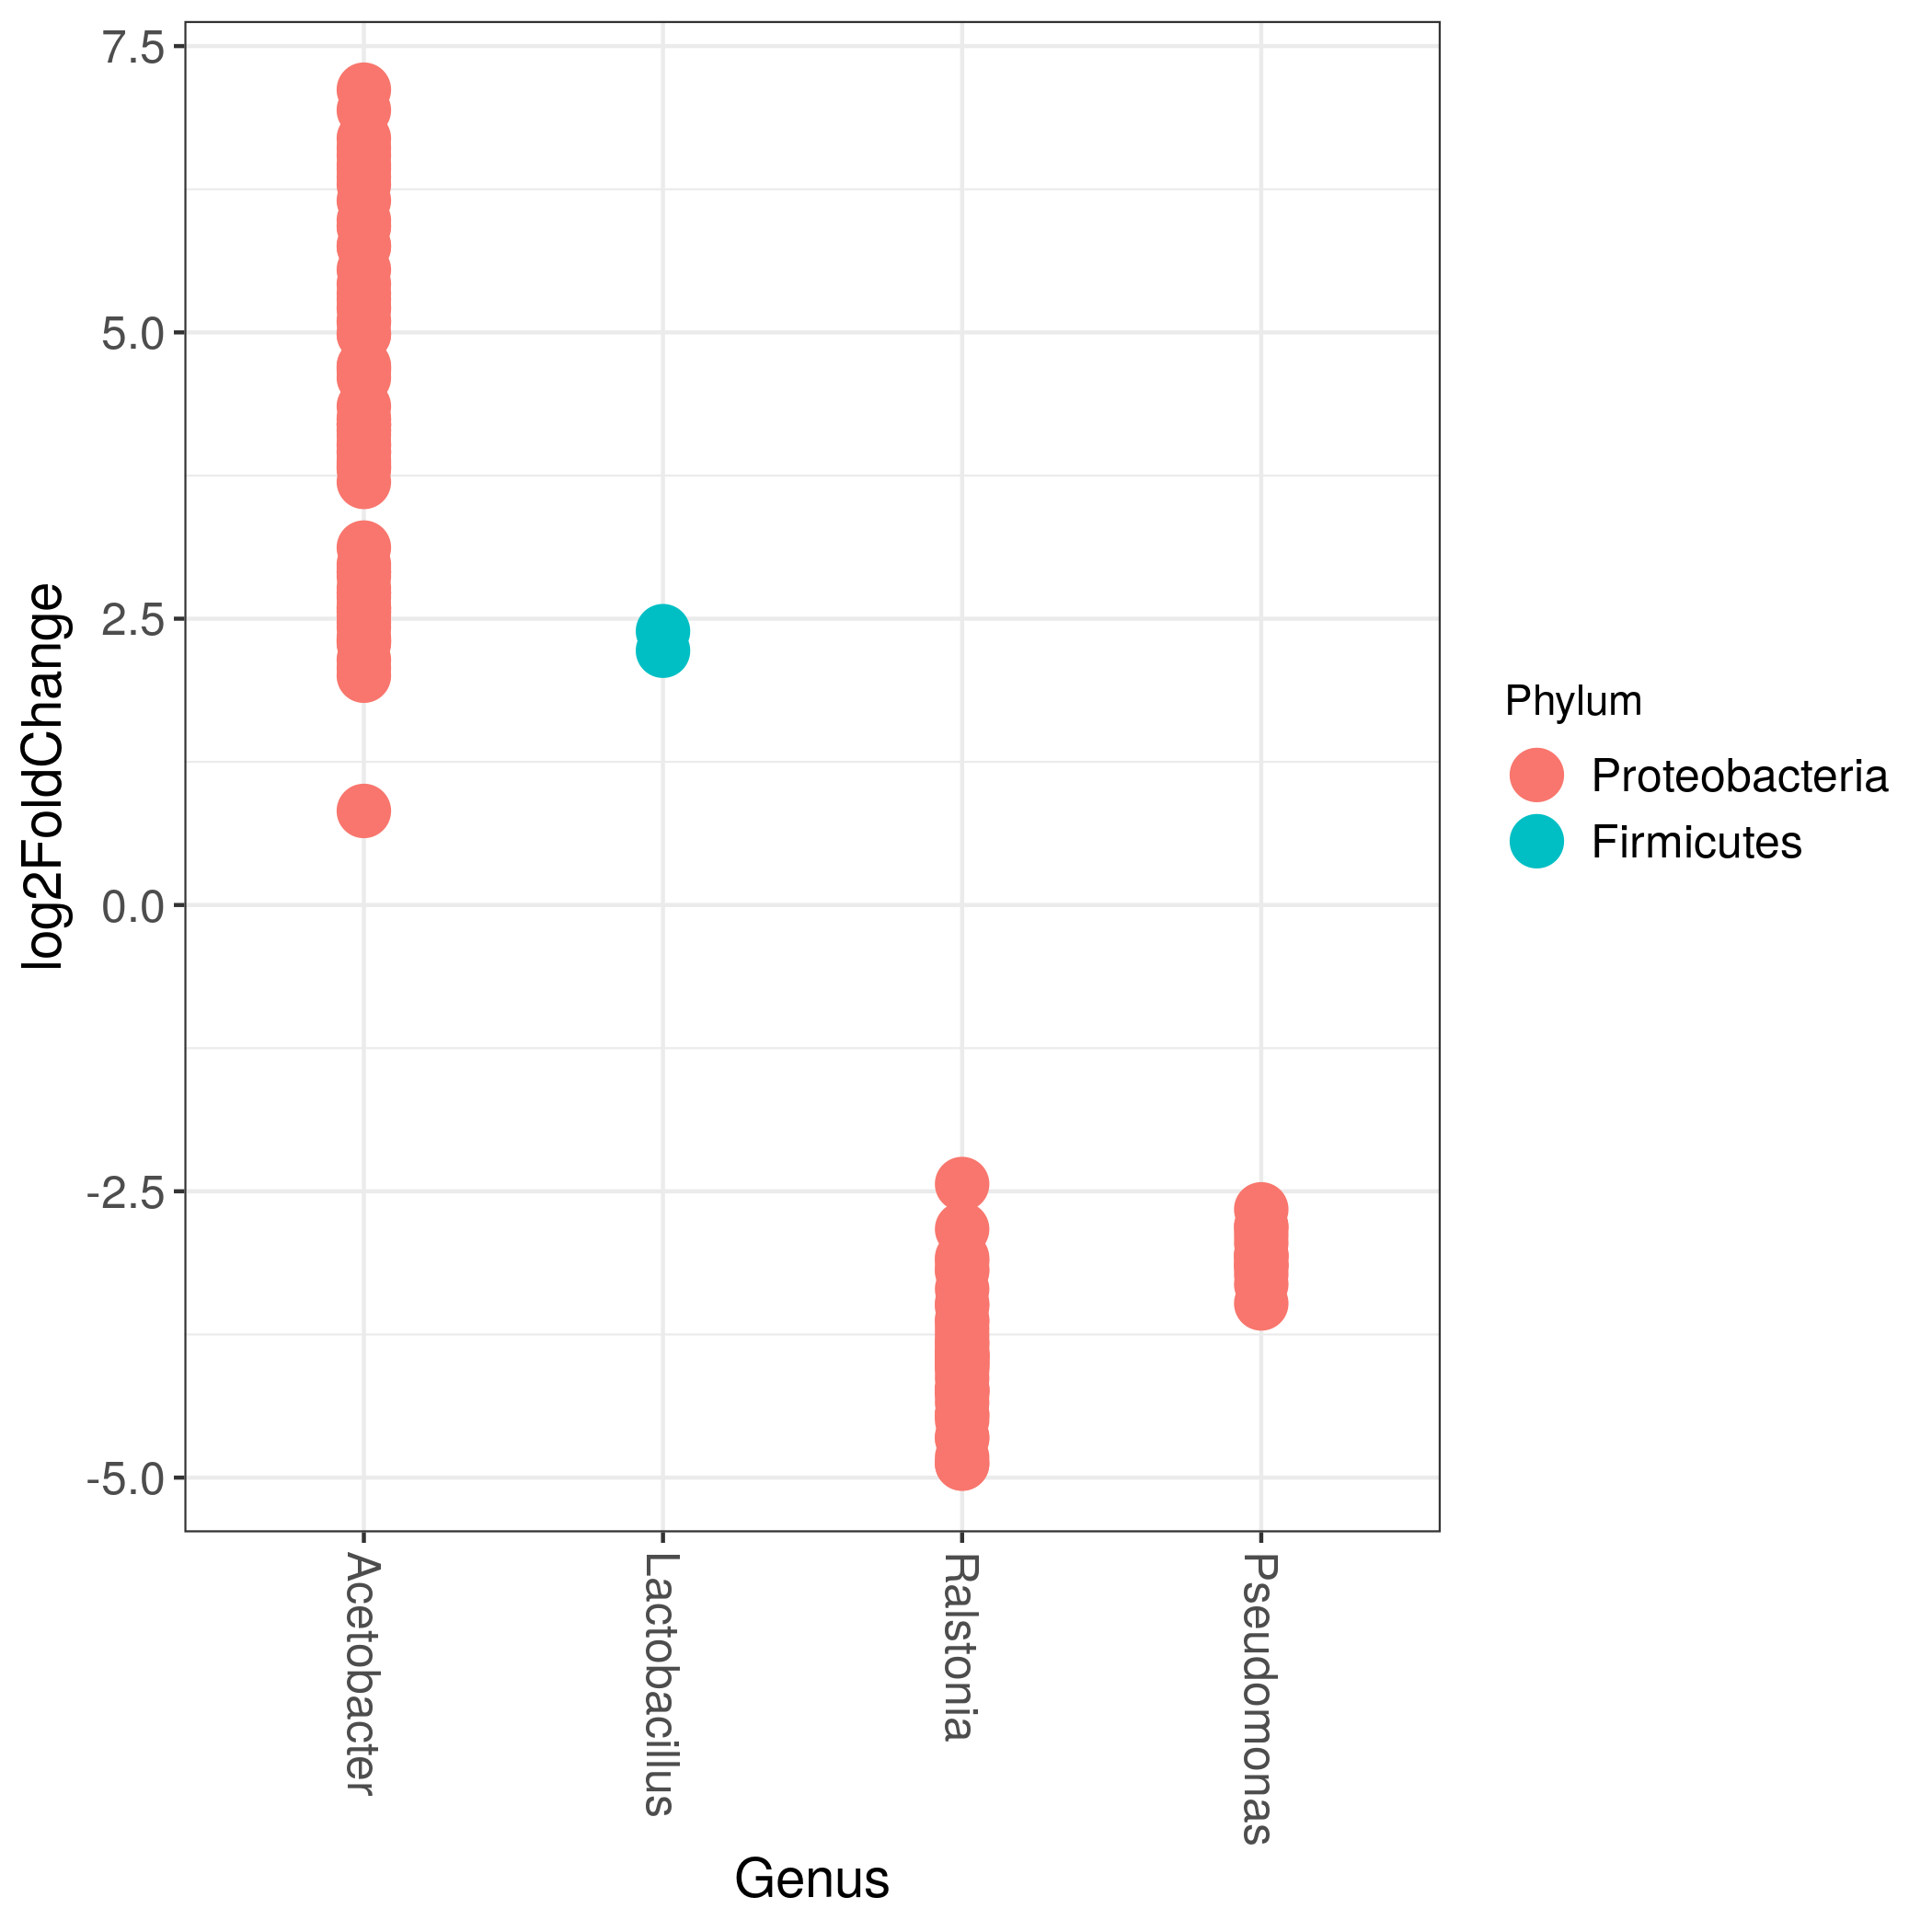 7.5
5.0
2.5
0.0
-2.5
-5.0
log2FoldChange
Acetobacter
Lactobacillus
Ralstonia
Pseudomonas
Genus
Phylum
Proteobacteria
Firmicutes